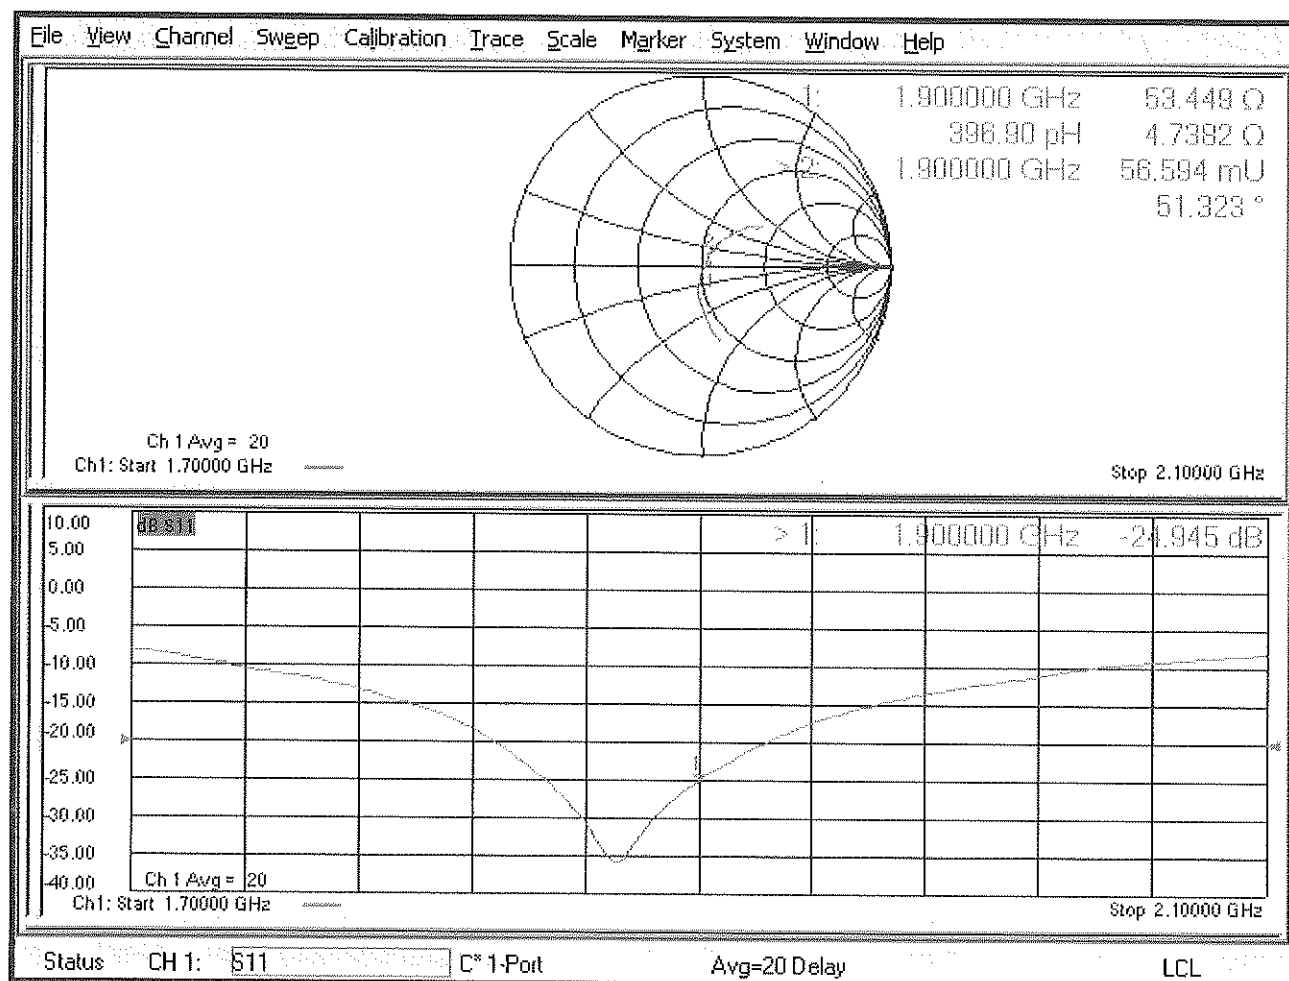 File View Channel Sweep Calibration Trace Scale Marker System Window Help
1: 1.900000 GHz 53.449 Ω
396.90 pH 4.7382 Ω
> 2: 1.900000 GHz 56.594 mU
51.323 °
Ch 1 Avg = 20
Ch1: Start 1.70000 GHz
Stop 2.10000 GHz
10.00
dB S11
> 1: 1.900000 GHz -24.945 dB
5.00
0.00
-5.00
-10.00
-15.00
-20.00
-25.00
1
-30.00
-35.00
-40.00
Ch 1 Avg = 20
Ch1: Start 1.70000 GHz
Stop 2.10000 GHz
Status CH 1: S11 C* 1-Port Avg=20 Delay LCL